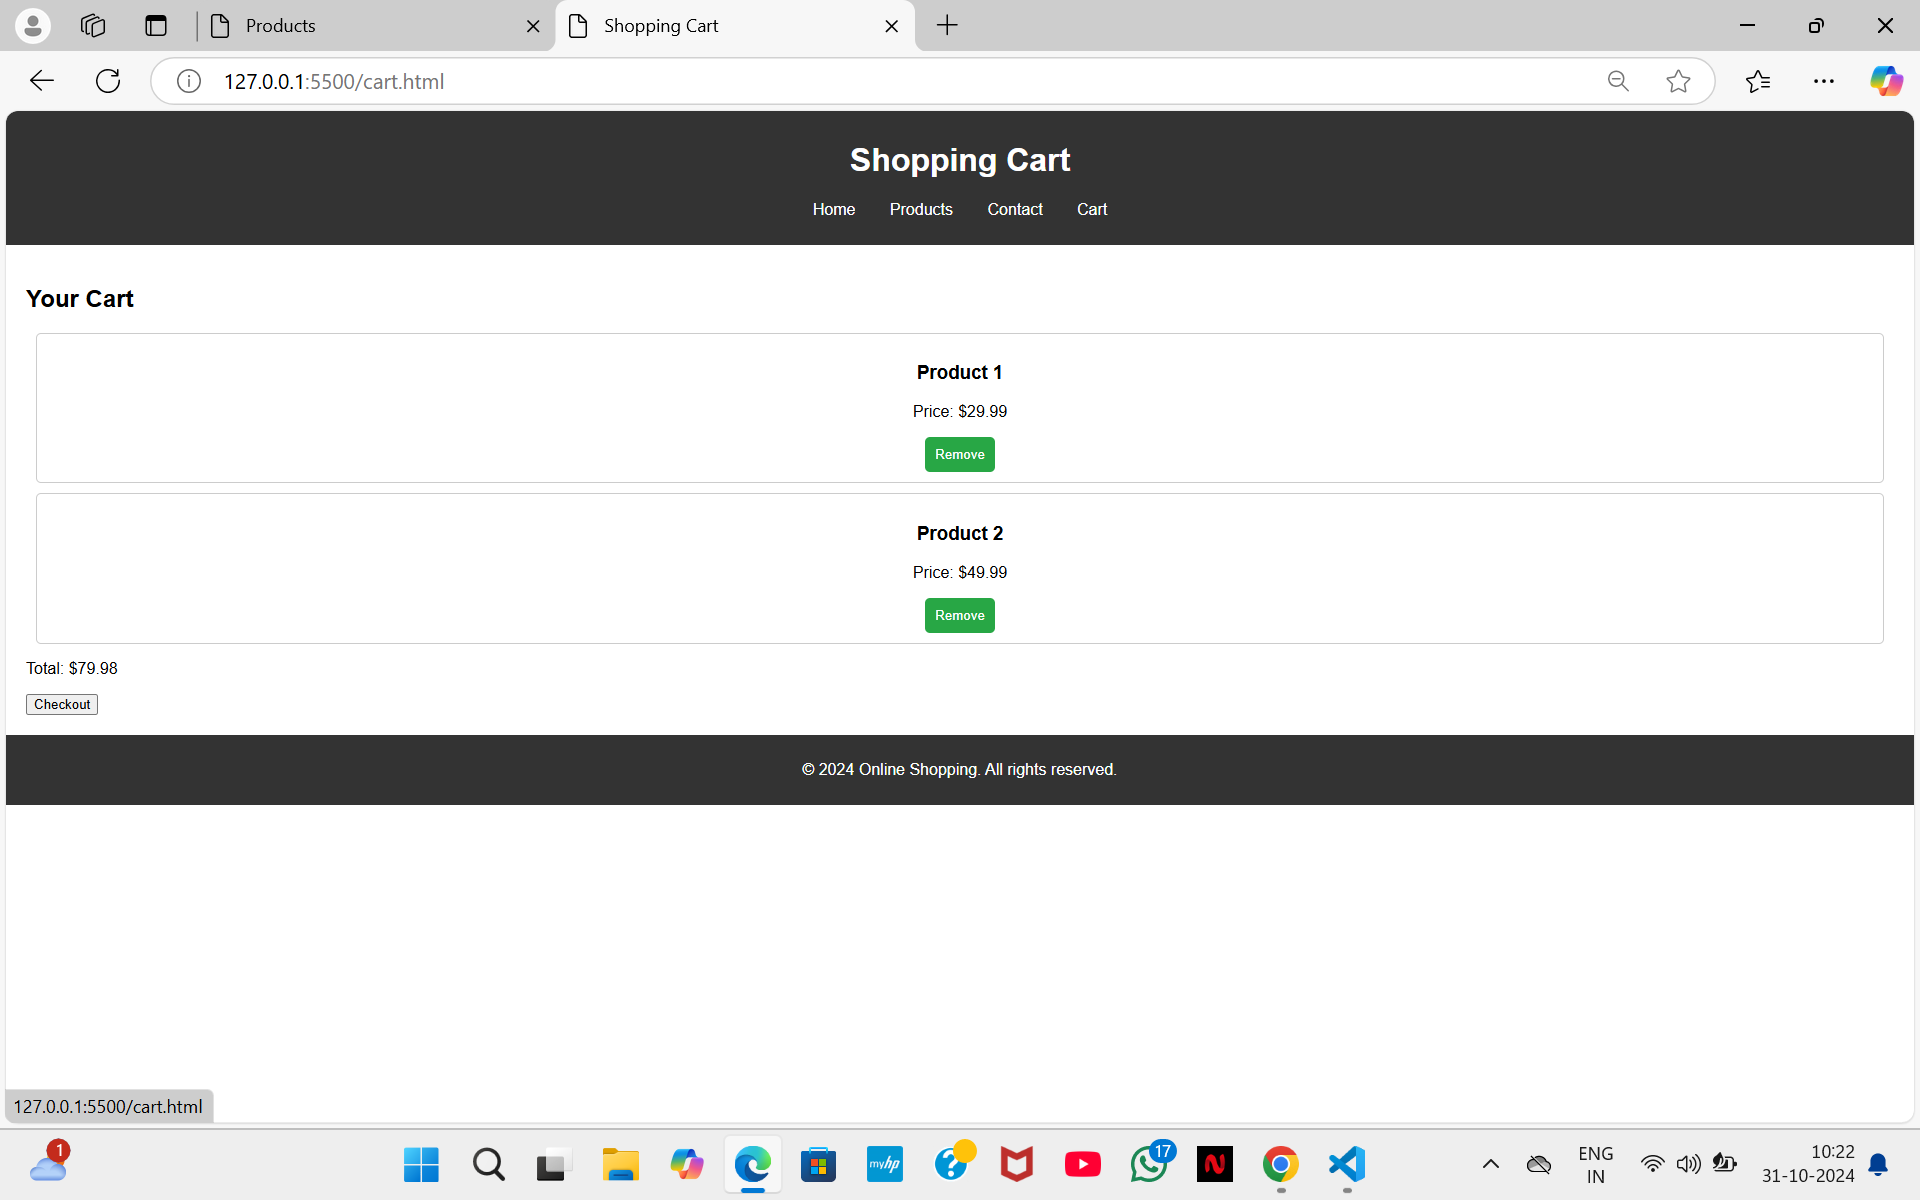 Products
Shopping Cart
127.0.0.1:5500/cart.html
Shopping Cart
Home Products Contact Cart
Your Cart
Product 1
Price: $29.99
Remove
Product 2
Price: $49.99
Remove
Total: $79.98
Checkout
© 2024 Online Shopping. All rights reserved.
127.0.0.1:5500/cart.html
1
myhp
17
N
ENG
IN
10:22
31-10-2024